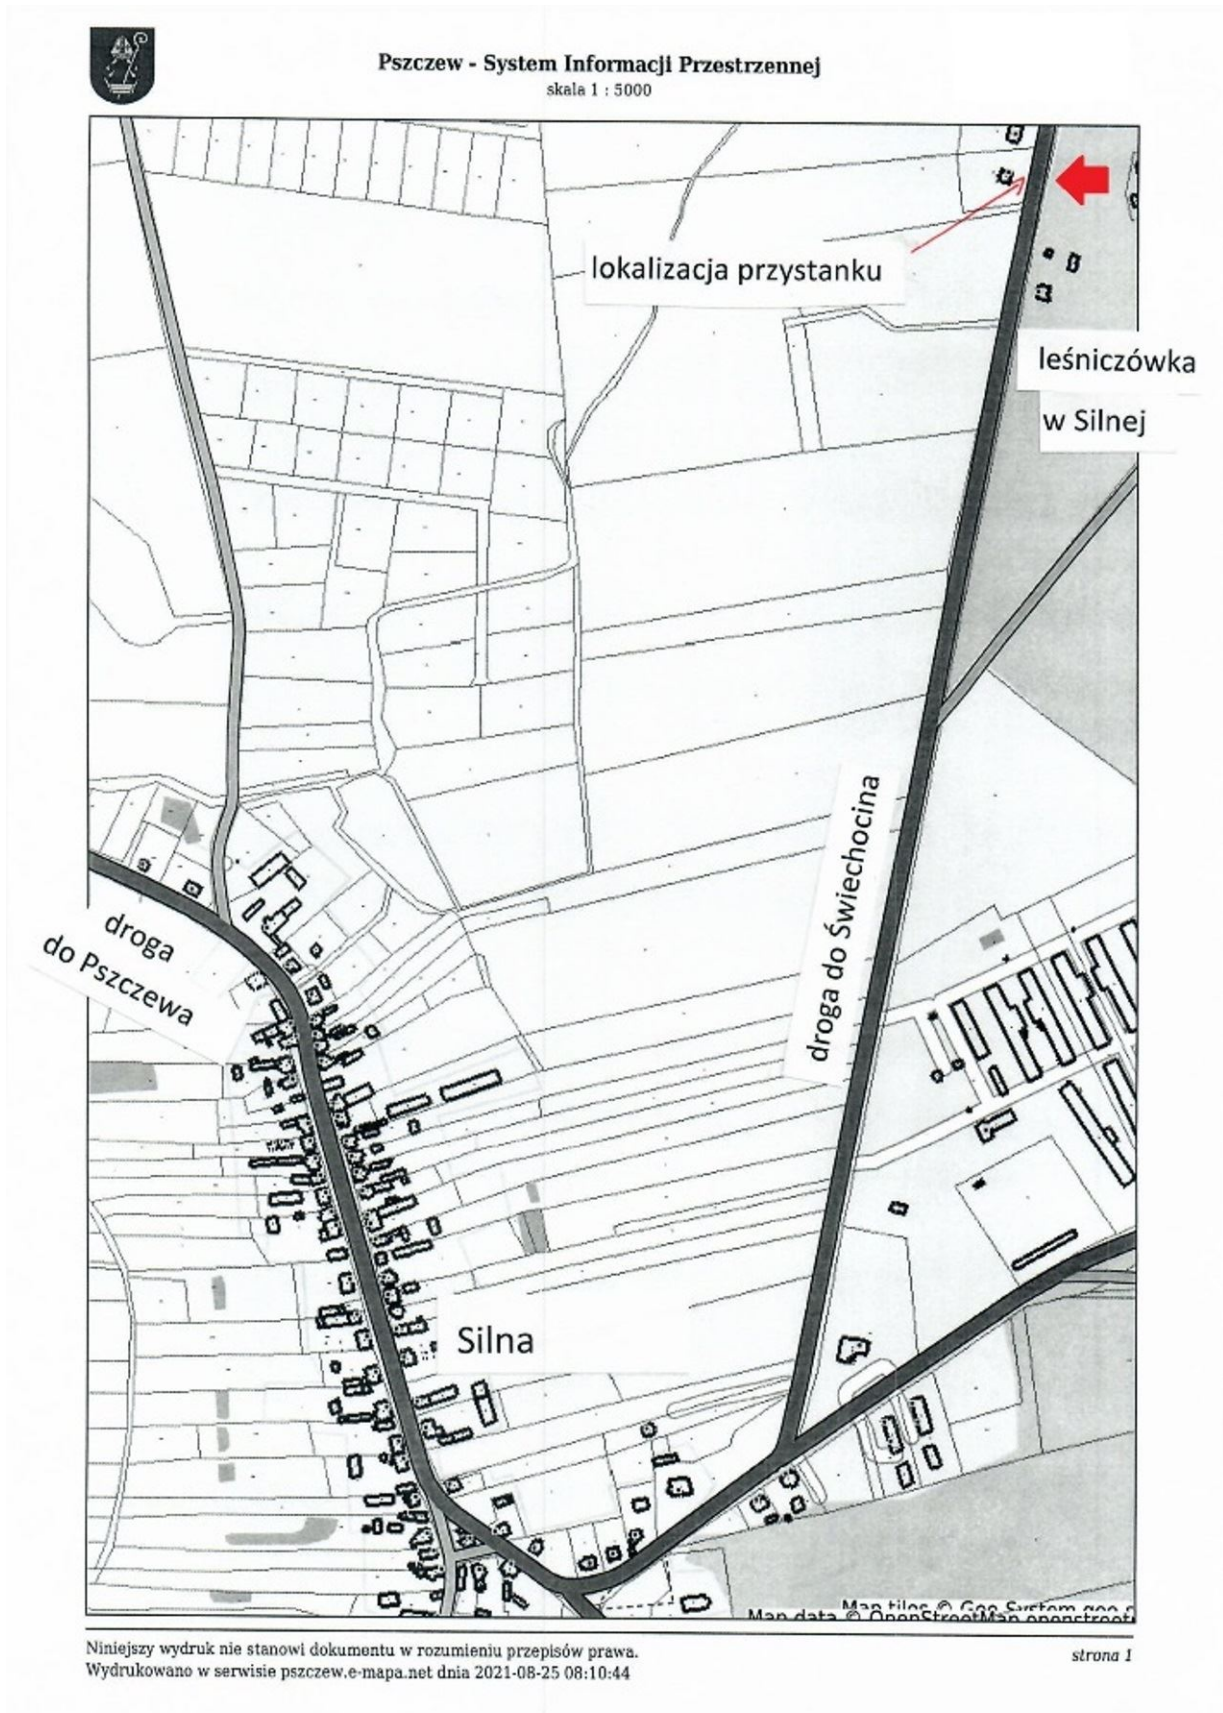 Pszczew - System Informacji Przestrzennej
skala 1 : 5000
lokalizacja przystanku
leśniczówka
w Silnej
droga do Świechocina
droga
do Pszczewa
Silna
Map tiles © Geo-System
Map data © OpenStreetMap
Niniejszy wydruk nie stanowi dokumentu w rozumieniu przepisów prawa.
strona 1
Wydrukowano w serwisie pszczew.e-mapa.net dnia 2021-08-25 08:10:44